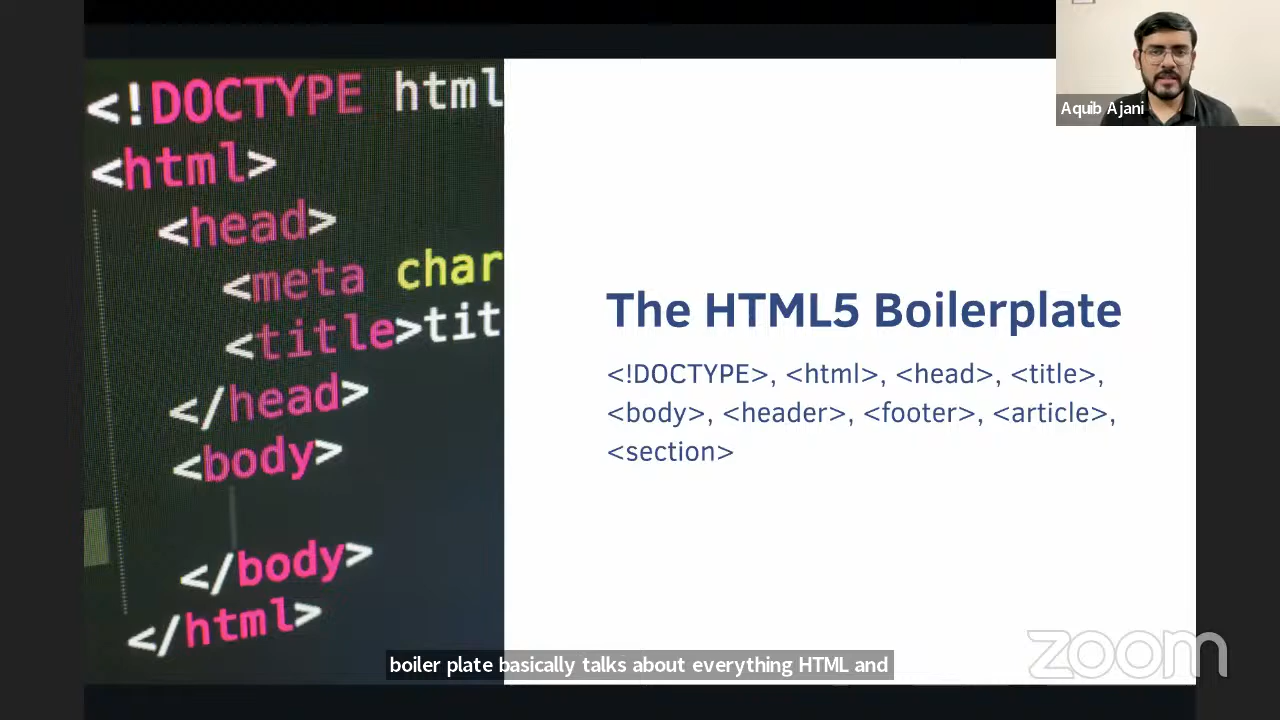 <!DOCTYPE html
<html>
<head>
<meta char
<title>tit
</head>
<body>
</body>
</html>
The HTML5 Boilerplate
<!DOCTYPE>, <html>, <head>, <title>,
<body>, <header>, <footer>, <article>,
<section>
Aquib Ajani
boiler plate basically talks about everything HTML and
zoom